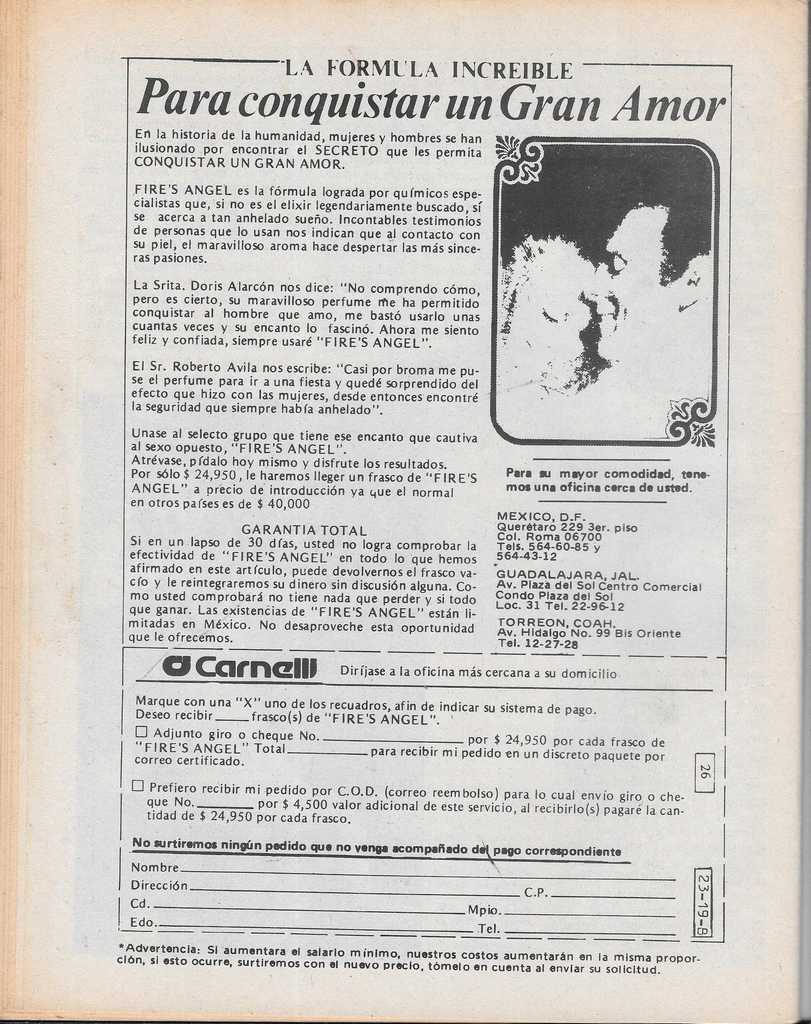 LA FORMULA INCREIBLE
Para conquistar un Gran Amor
En la historia de la humanidad, mujeres y hombres se han
ilusionado por encontrar el SECRETO que les permita
CONQUISTAR UN GRAN AMOR.
FIRE'S ANGEL es la fórmula lograda por químicos espe-
cialistas que, si no es el elixir legendariamente buscado, sí
se acerca a tan anhelado sueño. Incontables testimonios
de personas que lo usan nos indican que al contacto con
su piel, el maravilloso aroma hace despertar las más since-
ras pasiones.
La Srita. Doris Alarcón nos dice: "No comprendo cómo,
pero es cierto, su maravilloso perfume me ha permitido
conquistar al hombre que amo, me bastó usarlo unas
cuantas veces y su encanto lo fascinó. Ahora me siento
feliz y confiada, siempre usaré "FIRE'S ANGEL".
El Sr. Roberto Avila nos escribe: "Casi por broma me pu-
se el perfume para ir a una fiesta y quedé sorprendido del
efecto que hizo con las mujeres, desde entonces encontré
la seguridad que siempre había anhelado".
Unase al selecto grupo que tiene ese encanto que cautiva
al sexo opuesto, "FIRE'S ANGEL".
Atrévase, pídalo hoy mismo y disfrute los resultados.
Por sólo $ 24,950, le haremos lleger un frasco de "FIRE'S
ANGEL" a precio de introducción ya que el normal
en otros países es de $ 40,000
GARANTIA TOTAL
Si en un lapso de 30 días, usted no logra comprobar la
efectividad de "FIRE'S ANGEL" en todo lo que hemos
afirmado en este artículo, puede devolvernos el frasco va-
cío y le reintegraremos su dinero sin discusión alguna. Co-
mo usted comprobará no tiene nada que perder y si todo
que ganar. Las existencias de "FIRE'S ANGEL" están li-
mitadas en México. No desaproveche esta oportunidad
que le ofrecemos.
Para su mayor comodidad, tene-
mos una oficina cerca de usted.
MEXICO, D.F.
Querétaro 229 3er. piso
Col. Roma 06700
Tels. 564-60-85 y
564-43-12
GUADALAJARA, JAL.
Av. Plaza del Sol Centro Comercial
Condo Plaza del Sol
Loc. 31 Tel. 22-96-12
TORREON, COAH.
Av. Hidalgo No. 99 Bis Oriente
Tel. 12-27-28
Carnelli Diríjase a la oficina más cercana a su domicilio
Marque con una "X" uno de los recuadros, afin de indicar su sistema de pago.
Deseo recibir_____frasco(s) de "FIRE'S ANGEL".
Adjunto giro o cheque No. ____________________ por $ 24,950 por cada frasco de
"FIRE'S ANGEL" Total____________para recibir mi pedido en un discreto paquete por
correo certificado.
26
Prefiero recibir mi pedido por C.O.D. (correo reembolso) para lo cual envío giro o che-
que No.________ por $ 4,500 valor adicional de este servicio, al recibirlo(s) pagaré la can-
tidad de $ 24,950 por cada frasco.
No surtiremos ningún pedido que no venga acompañado del pago correspondiente
Nombre
Dirección C.P.
Cd. Mpio.
Edo. Tel.
23-19-B
*Advertencia: Si aumentara el salario mínimo, nuestros costos aumentarán en la misma propor-
ción, si esto ocurre, surtiremos con el nuevo precio, tómelo en cuenta al enviar su solicitud.